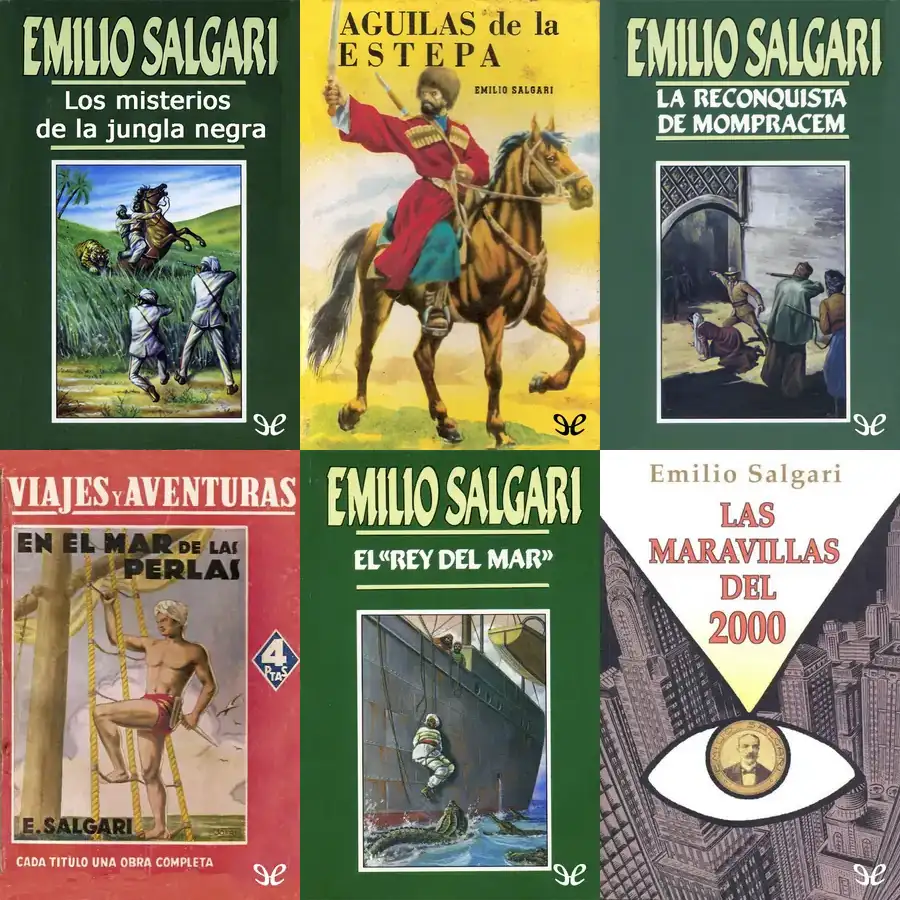 EMILIO SALGARI
Los misterios
de la jungla negra
AGUILAS de la
ESTEPA
EMILIO SALGARI
EMILIO SALGARI
LA RECONQUISTA
DE MOMPRACEM
VIAJES Y AVENTURAS
EN EL MAR DE LAS
PERLAS
4
PTAS
E. SALGARI
CADA TITULO UNA OBRA COMPLETA
EMILIO SALGARI
EL «REY DEL MAR»
Emilio Salgari
LAS
MARAVILLAS
DEL
2000